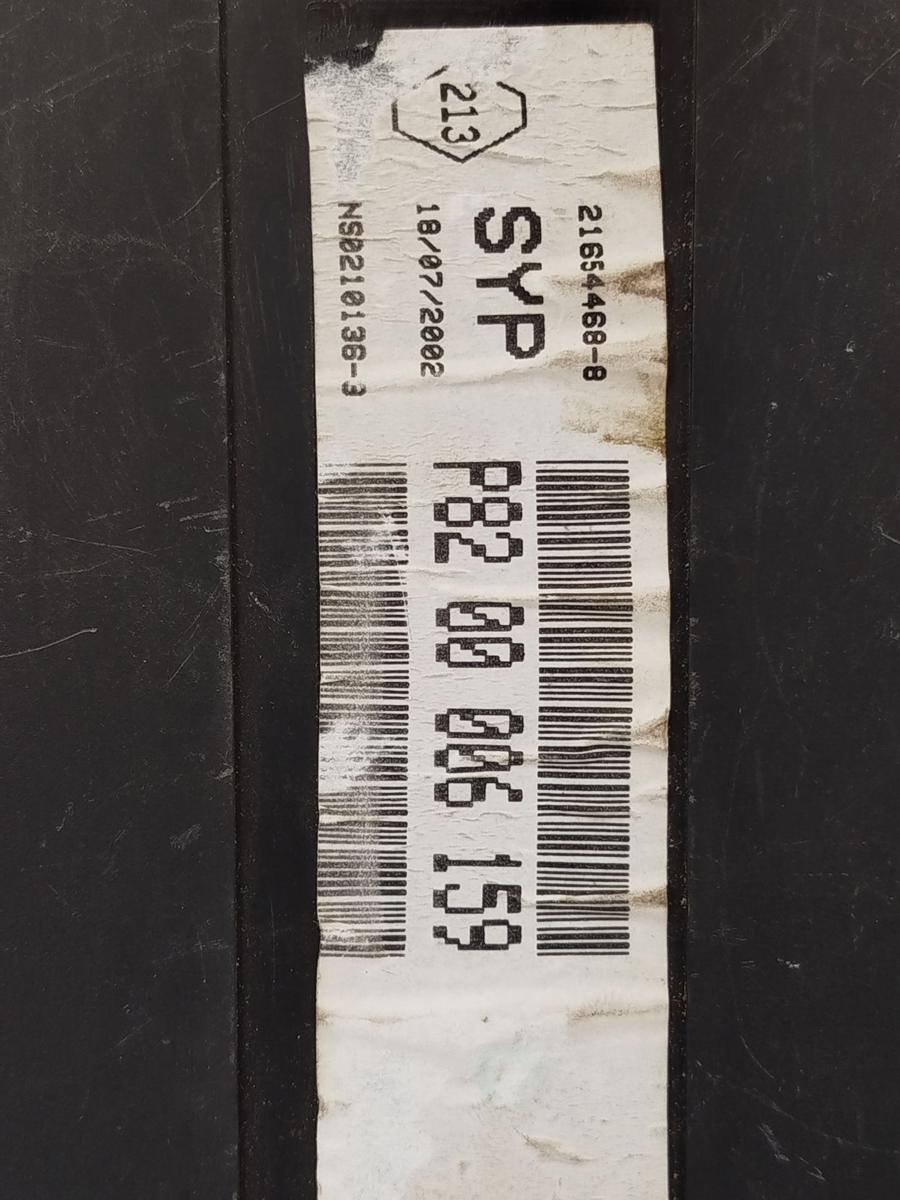 213
21654468-8
SYP
18/07/2002
NS0210136-3
P82 00 006 159